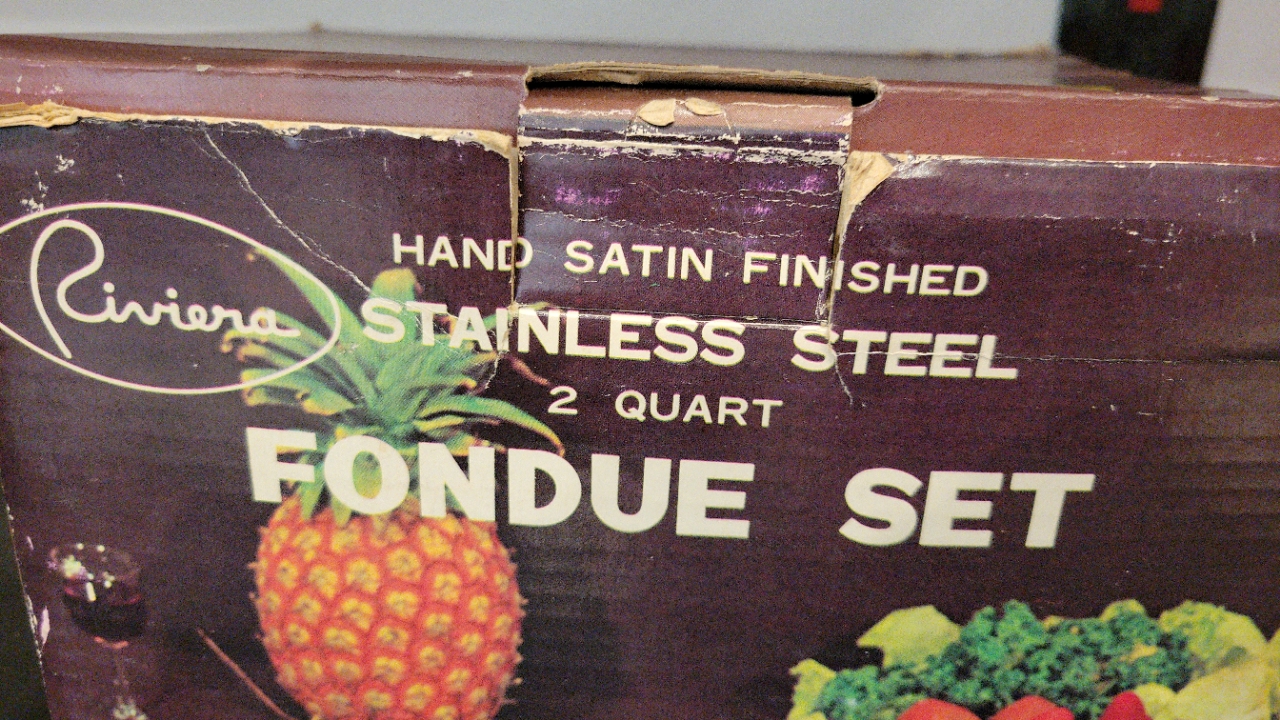 Riviera
HAND SATIN FINISHED
STAINLESS STEEL
2 QUART
FONDUE SET